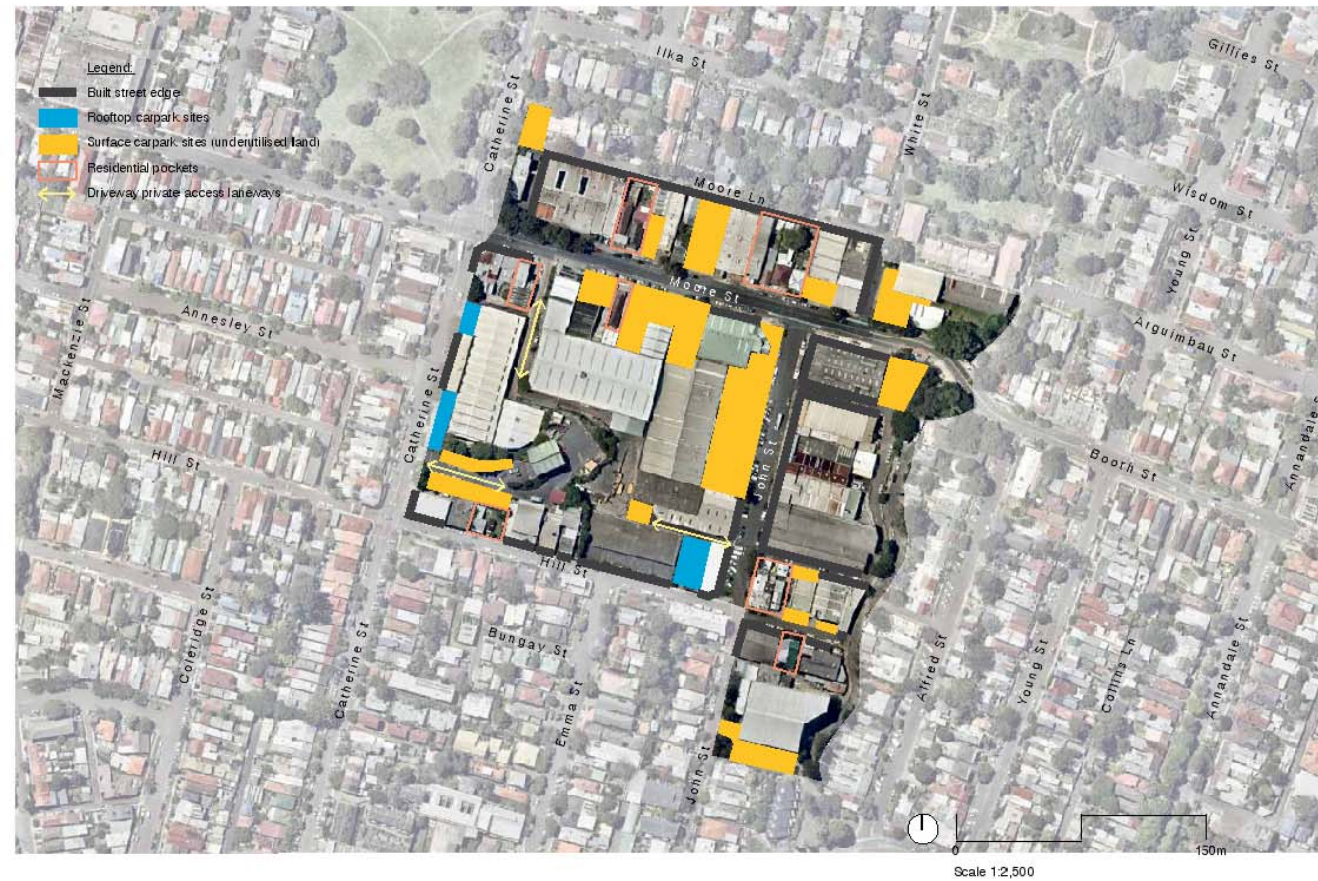 Legend:
Built street edge
Rooftop carpark sites
Surface carpark sites (underutilised land)
Residential pockets
Driveway private access laneways
Ilka St
Gillies St
Catherine St
White St
Moore Ln
Wisdom St
Young St
Moore St
Mackenzie St
Annesley St
Alguimbau St
Catherine St
Annandale S
Hill St
John St
Booth St
Hill St
Coleridge St
Bungay St
Catherine St
Emma St
Alfred St
Young St
Collins Ln
Annandale St
John St
0
150m
Scale 1:2,500